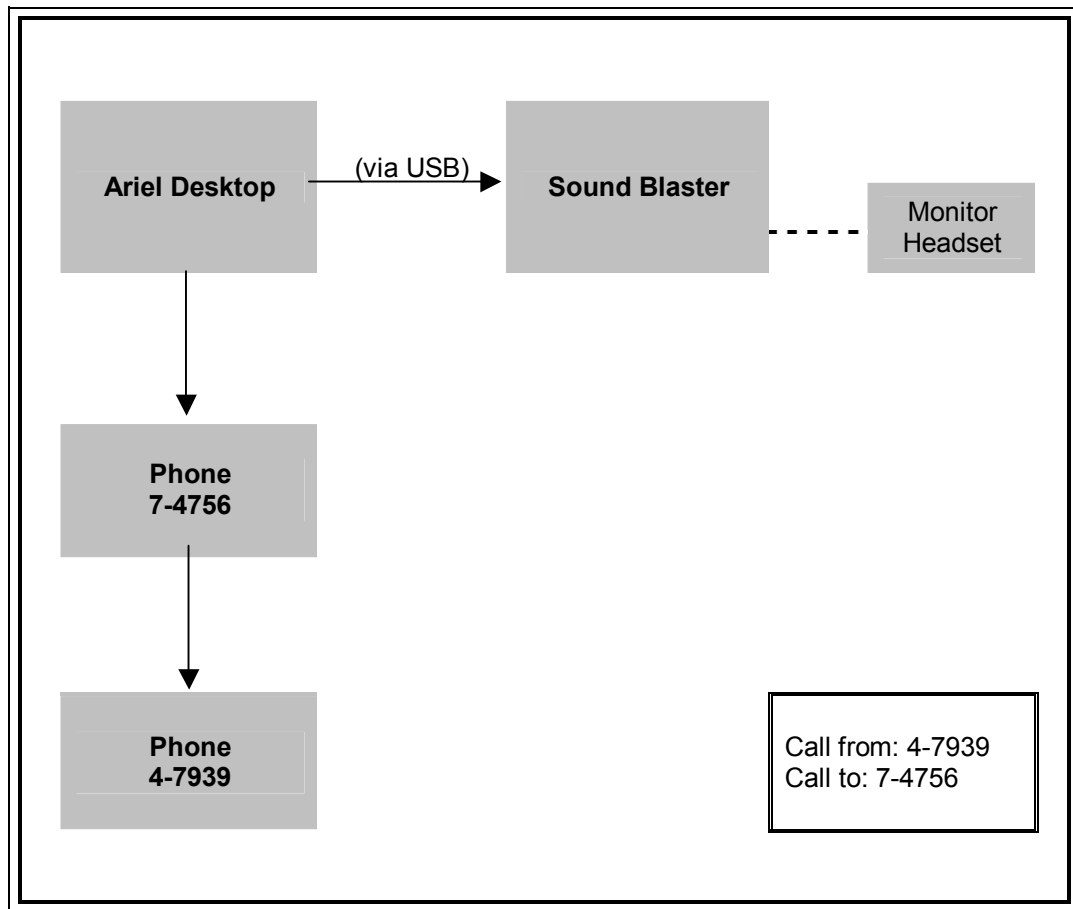 Ariel Desktop
(via USB)
Sound Blaster
Monitor
Headset
Phone
7-4756
Phone
4-7939
Call from: 4-7939
Call to: 7-4756